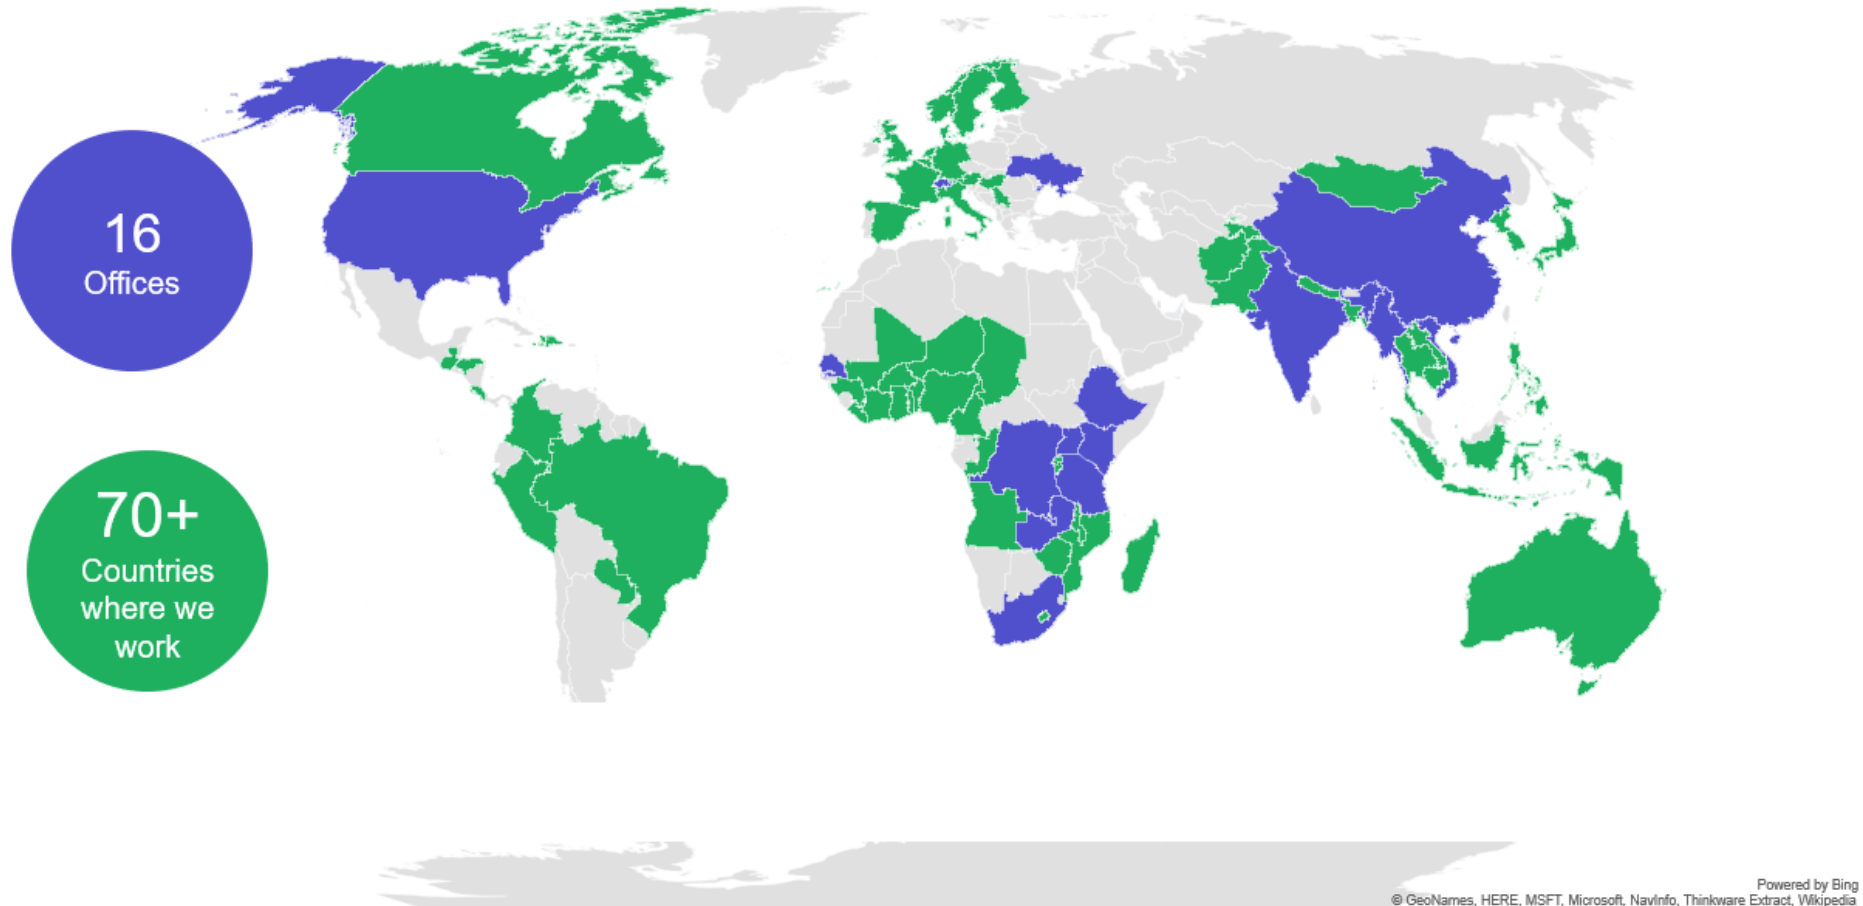 16
Offices
70+
Countries
where we
work
Powered by Bing
© GeoNames, HERE, MSFT, Microsoft, NavInfo, Thinkware Extract, Wikipedia